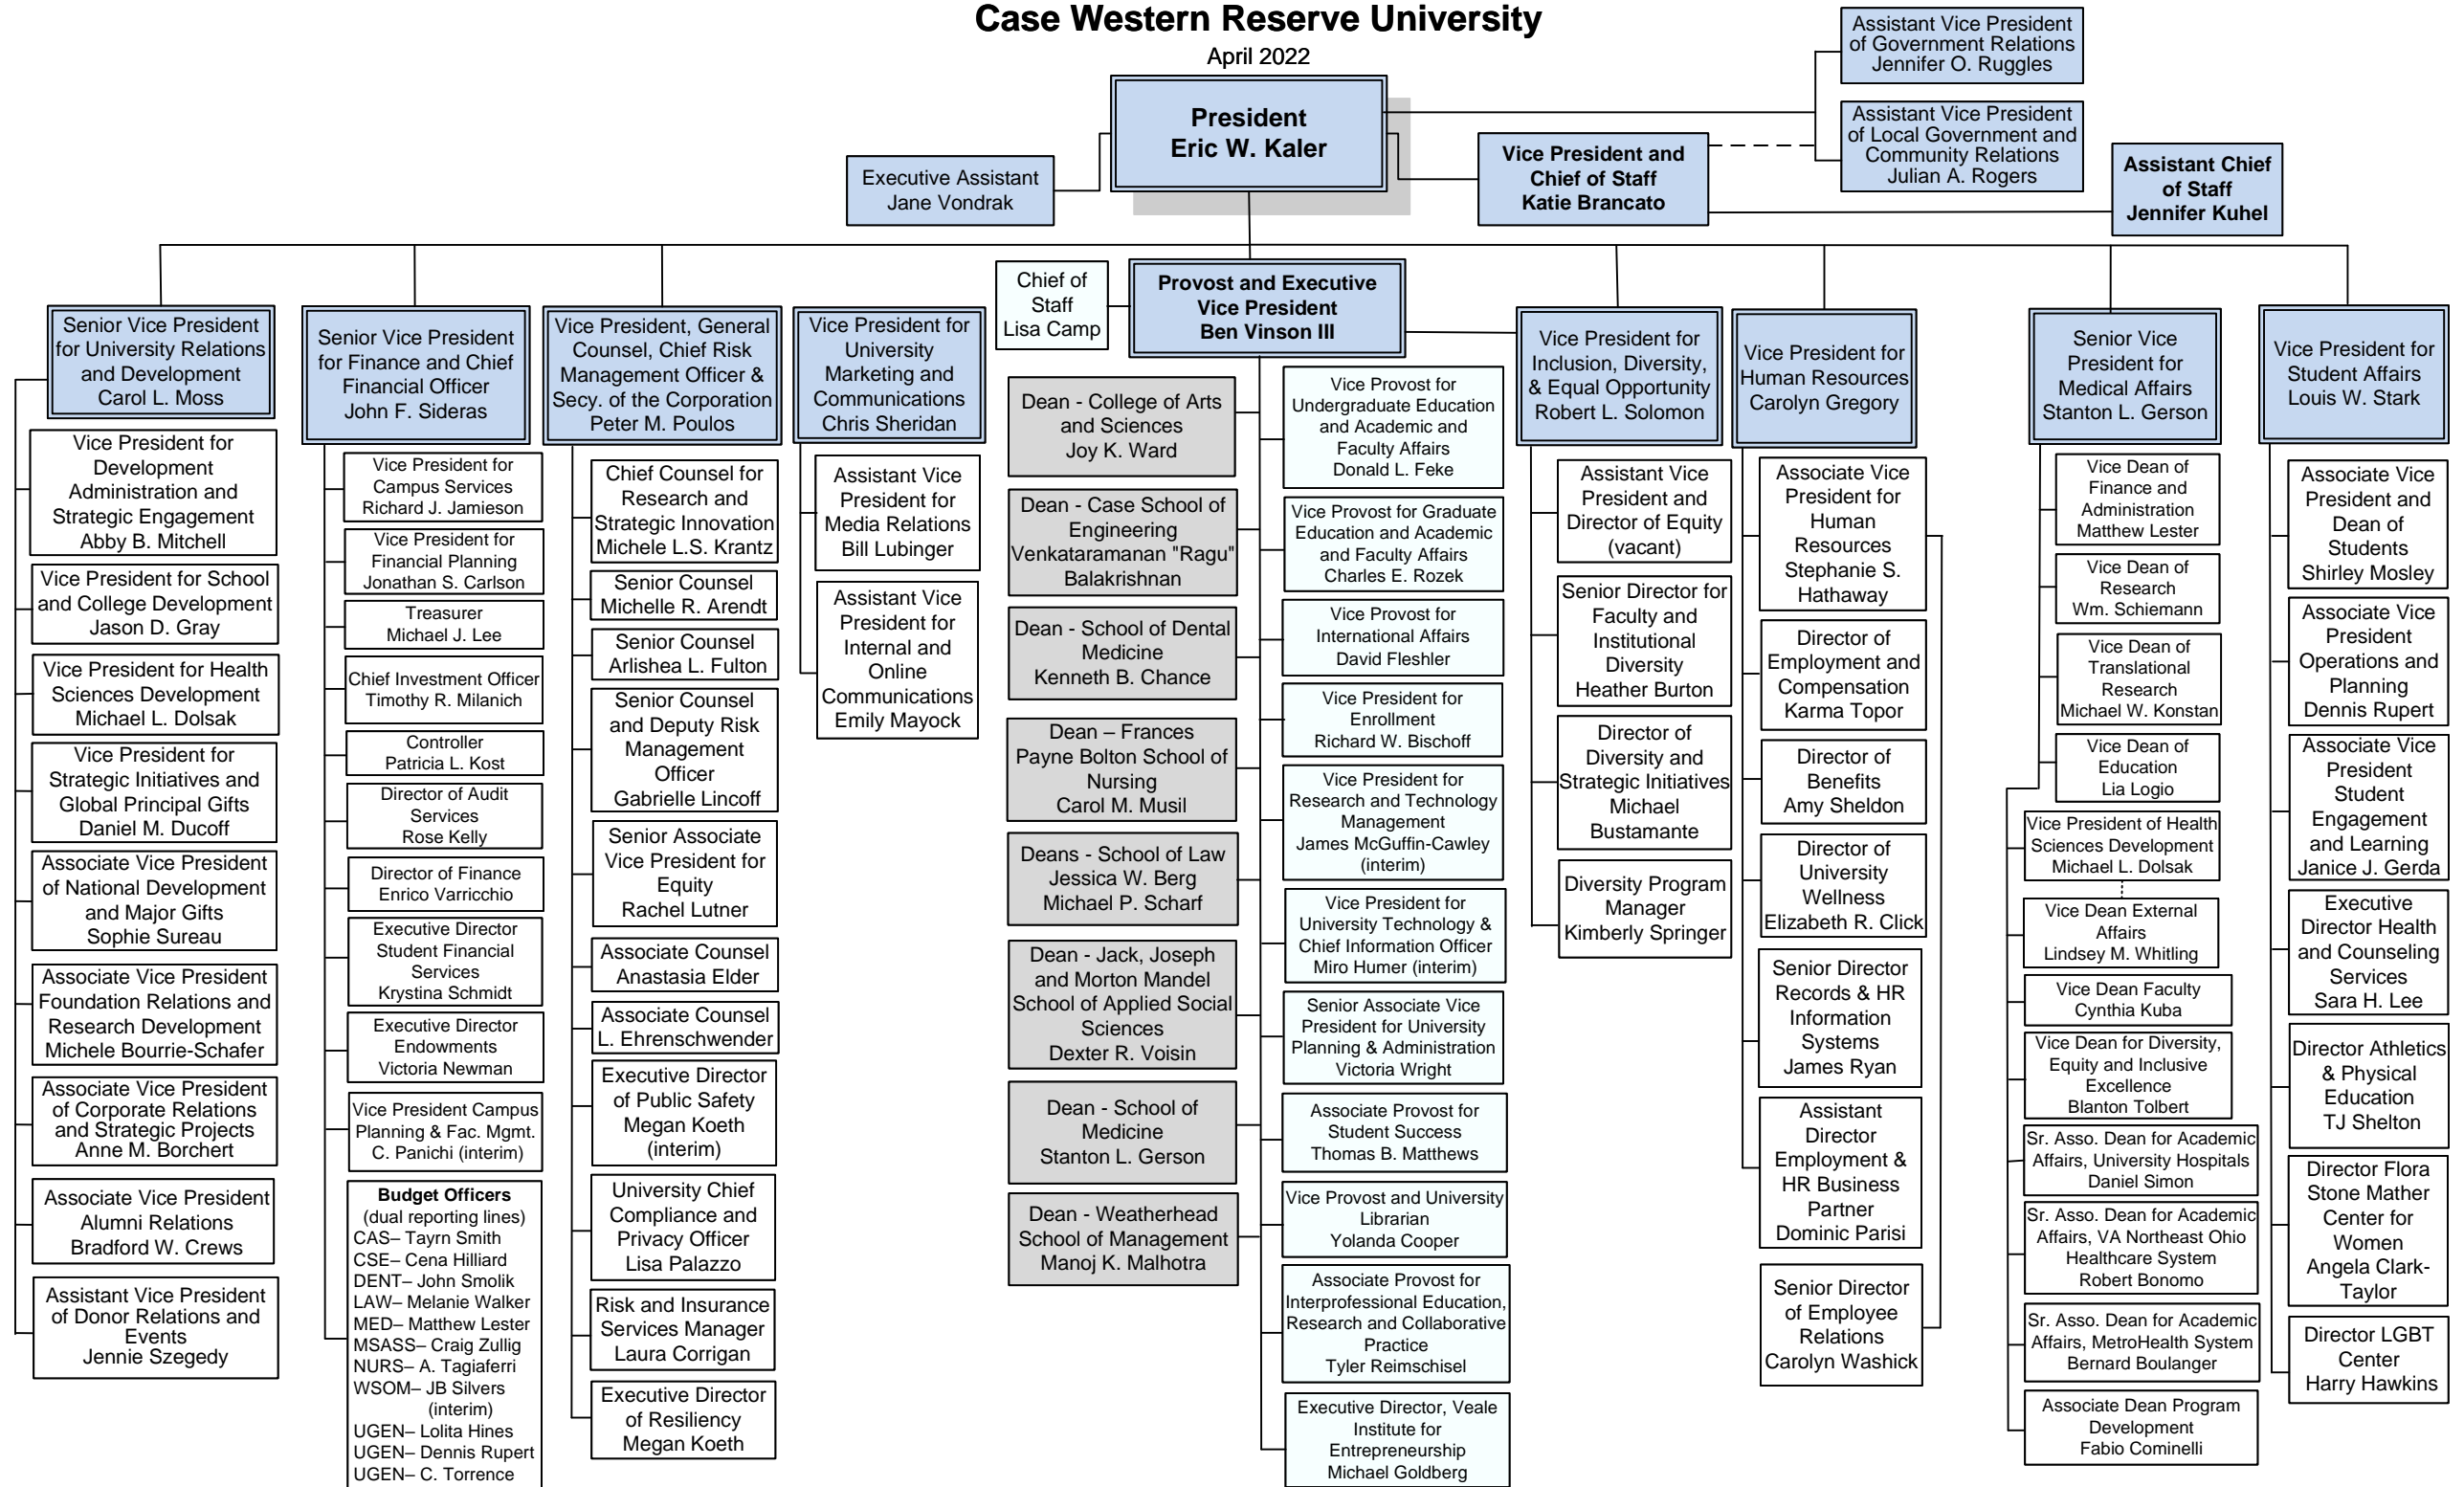 Case Western Reserve University
April 2022
President
Eric W. Kaler
Executive Assistant
Jane Vondrak
Vice President and
Chief of Staff
Katie Brancato
Assistant Vice President
of Government Relations
Jennifer O. Ruggles
Assistant Vice President
of Local Government and
Community Relations
Julian A. Rogers
Assistant Chief
of Staff
Jennifer Kuhel
Senior Vice President
for University Relations
and Development
Carol L. Moss
Vice President for
Development
Administration and
Strategic Engagement
Abby B. Mitchell
Vice President for School
and College Development
Jason D. Gray
Vice President for Health
Sciences Development
Michael L. Dolsak
Vice President for
Strategic Initiatives and
Global Principal Gifts
Daniel M. Ducoff
Associate Vice President
of National Development
and Major Gifts
Sophie Sureau
Associate Vice President
Foundation Relations and
Research Development
Michele Bourrie-Schafer
Associate Vice President
of Corporate Relations
and Strategic Projects
Anne M. Borchert
Associate Vice President
Alumni Relations
Bradford W. Crews
Assistant Vice President
of Donor Relations and
Events
Jennie Szegedy
Senior Vice President
for Finance and Chief
Financial Officer
John F. Sideras
Vice President for
Campus Services
Richard J. Jamieson
Vice President for
Financial Planning
Jonathan S. Carlson
Treasurer
Michael J. Lee
Chief Investment Officer
Timothy R. Milanich
Controller
Patricia L. Kost
Director of Audit
Services
Rose Kelly
Director of Finance
Enrico Varricchio
Executive Director
Student Financial
Services
Krystina Schmidt
Executive Director
Endowments
Victoria Newman
Vice President Campus
Planning & Fac. Mgmt.
C. Panichi (interim)
Budget Officers
(dual reporting lines)
CAS– Tayrn Smith
CSE– Cena Hilliard
DENT– John Smolik
LAW– Melanie Walker
MED– Matthew Lester
MSASS– Craig Zullig
NURS– A. Tagiaferri
WSOM– JB Silvers
(interim)
UGEN– Lolita Hines
UGEN– Dennis Rupert
UGEN– C. Torrence
Vice President, General
Counsel, Chief Risk
Management Officer &
Secy. of the Corporation
Peter M. Poulos
Chief Counsel for
Research and
Strategic Innovation
Michele L.S. Krantz
Senior Counsel
Michelle R. Arendt
Senior Counsel
Arlishea L. Fulton
Senior Counsel
and Deputy Risk
Management
Officer
Gabrielle Lincoff
Senior Associate
Vice President for
Equity
Rachel Lutner
Associate Counsel
Anastasia Elder
Associate Counsel
L. Ehrenschwender
Executive Director
of Public Safety
Megan Koeth
(interim)
University Chief
Compliance and
Privacy Officer
Lisa Palazzo
Risk and Insurance
Services Manager
Laura Corrigan
Executive Director
of Resiliency
Megan Koeth
Vice President for
University
Marketing and
Communications
Chris Sheridan
Assistant Vice
President for
Media Relations
Bill Lubinger
Assistant Vice
President for
Internal and
Online
Communications
Emily Mayock
Chief of
Staff
Lisa Camp
Provost and Executive
Vice President
Ben Vinson III
Dean - College of Arts
and Sciences
Joy K. Ward
Dean - Case School of
Engineering
Venkataramanan "Ragu"
Balakrishnan
Dean - School of Dental
Medicine
Kenneth B. Chance
Dean – Frances
Payne Bolton School of
Nursing
Carol M. Musil
Deans - School of Law
Jessica W. Berg
Michael P. Scharf
Dean - Jack, Joseph
and Morton Mandel
School of Applied Social
Sciences
Dexter R. Voisin
Dean - School of
Medicine
Stanton L. Gerson
Dean - Weatherhead
School of Management
Manoj K. Malhotra
Vice Provost for
Undergraduate Education
and Academic and
Faculty Affairs
Donald L. Feke
Vice Provost for Graduate
Education and Academic
and Faculty Affairs
Charles E. Rozek
Vice Provost for
International Affairs
David Fleshler
Vice President for
Enrollment
Richard W. Bischoff
Vice President for
Research and Technology
Management
James McGuffin-Cawley
(interim)
Vice President for
University Technology &
Chief Information Officer
Miro Humer (interim)
Senior Associate Vice
President for University
Planning & Administration
Victoria Wright
Associate Provost for
Student Success
Thomas B. Matthews
Vice Provost and University
Librarian
Yolanda Cooper
Associate Provost for
Interprofessional Education,
Research and Collaborative
Practice
Tyler Reimschisel
Executive Director, Veale
Institute for
Entrepreneurship
Michael Goldberg
Vice President for
Inclusion, Diversity,
& Equal Opportunity
Robert L. Solomon
Assistant Vice
President and
Director of Equity
(vacant)
Senior Director for
Faculty and
Institutional
Diversity
Heather Burton
Director of
Diversity and
Strategic Initiatives
Michael
Bustamante
Diversity Program
Manager
Kimberly Springer
Vice President for
Human Resources
Carolyn Gregory
Associate Vice
President for
Human
Resources
Stephanie S.
Hathaway
Director of
Employment and
Compensation
Karma Topor
Director of
Benefits
Amy Sheldon
Director of
University
Wellness
Elizabeth R. Click
Senior Director
Records & HR
Information
Systems
James Ryan
Assistant
Director
Employment &
HR Business
Partner
Dominic Parisi
Senior Director
of Employee
Relations
Carolyn Washick
Senior Vice
President for
Medical Affairs
Stanton L. Gerson
Vice Dean of
Finance and
Administration
Matthew Lester
Vice Dean of
Research
Wm. Schiemann
Vice Dean of
Translational
Research
Michael W. Konstan
Vice Dean of
Education
Lia Logio
Vice President of Health
Sciences Development
Michael L. Dolsak
Vice Dean External
Affairs
Lindsey M. Whitling
Vice Dean Faculty
Cynthia Kuba
Vice Dean for Diversity,
Equity and Inclusive
Excellence
Blanton Tolbert
Sr. Asso. Dean for Academic
Affairs, University Hospitals
Daniel Simon
Sr. Asso. Dean for Academic
Affairs, VA Northeast Ohio
Healthcare System
Robert Bonomo
Sr. Asso. Dean for Academic
Affairs, MetroHealth System
Bernard Boulanger
Associate Dean Program
Development
Fabio Cominelli
Vice President for
Student Affairs
Louis W. Stark
Associate Vice
President and
Dean of
Students
Shirley Mosley
Associate Vice
President
Operations and
Planning
Dennis Rupert
Associate Vice
President
Student
Engagement
and Learning
Janice J. Gerda
Executive
Director Health
and Counseling
Services
Sara H. Lee
Director Athletics
& Physical
Education
TJ Shelton
Director Flora
Stone Mather
Center for
Women
Angela Clark-
Taylor
Director LGBT
Center
Harry Hawkins